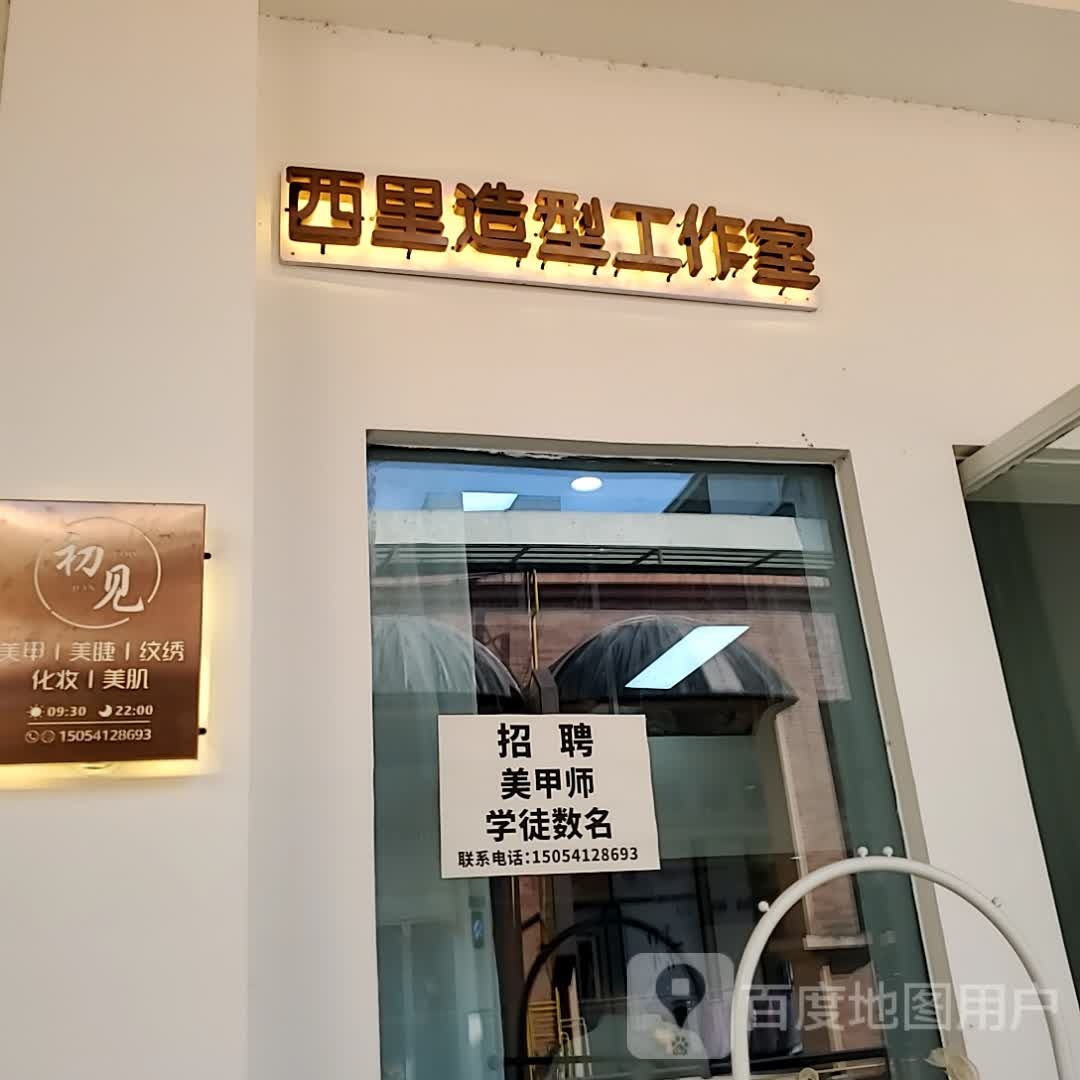 西里造型工作室
初见
CHU
JIAN
美甲 | 美睫 | 纹绣
化妆 | 美肌
09:30 22:00
15054128693
招 聘
美甲师
学徒数名
联系电话:15054128693
百度地图用户